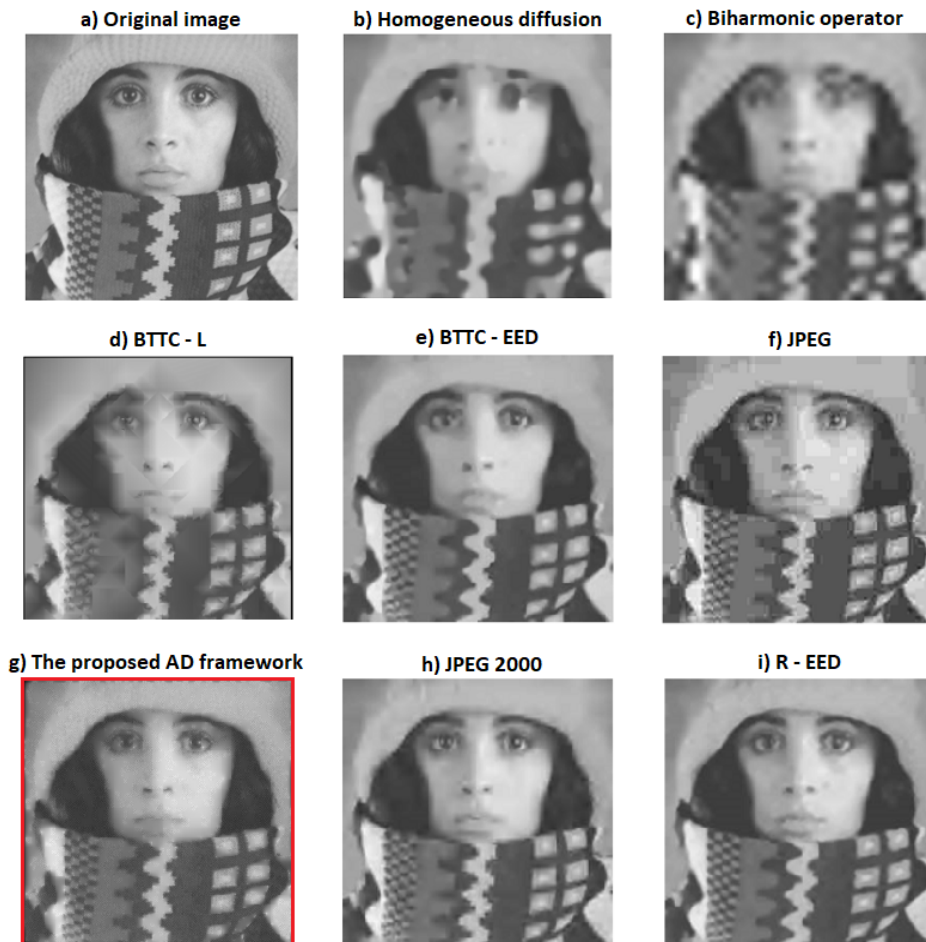 a) Original image
b) Homogeneous diffusion
c) Biharmonic operator
d) BTTC - L
e) BTTC - EED
f) JPEG
g) The proposed AD framework
h) JPEG 2000
i) R - EED